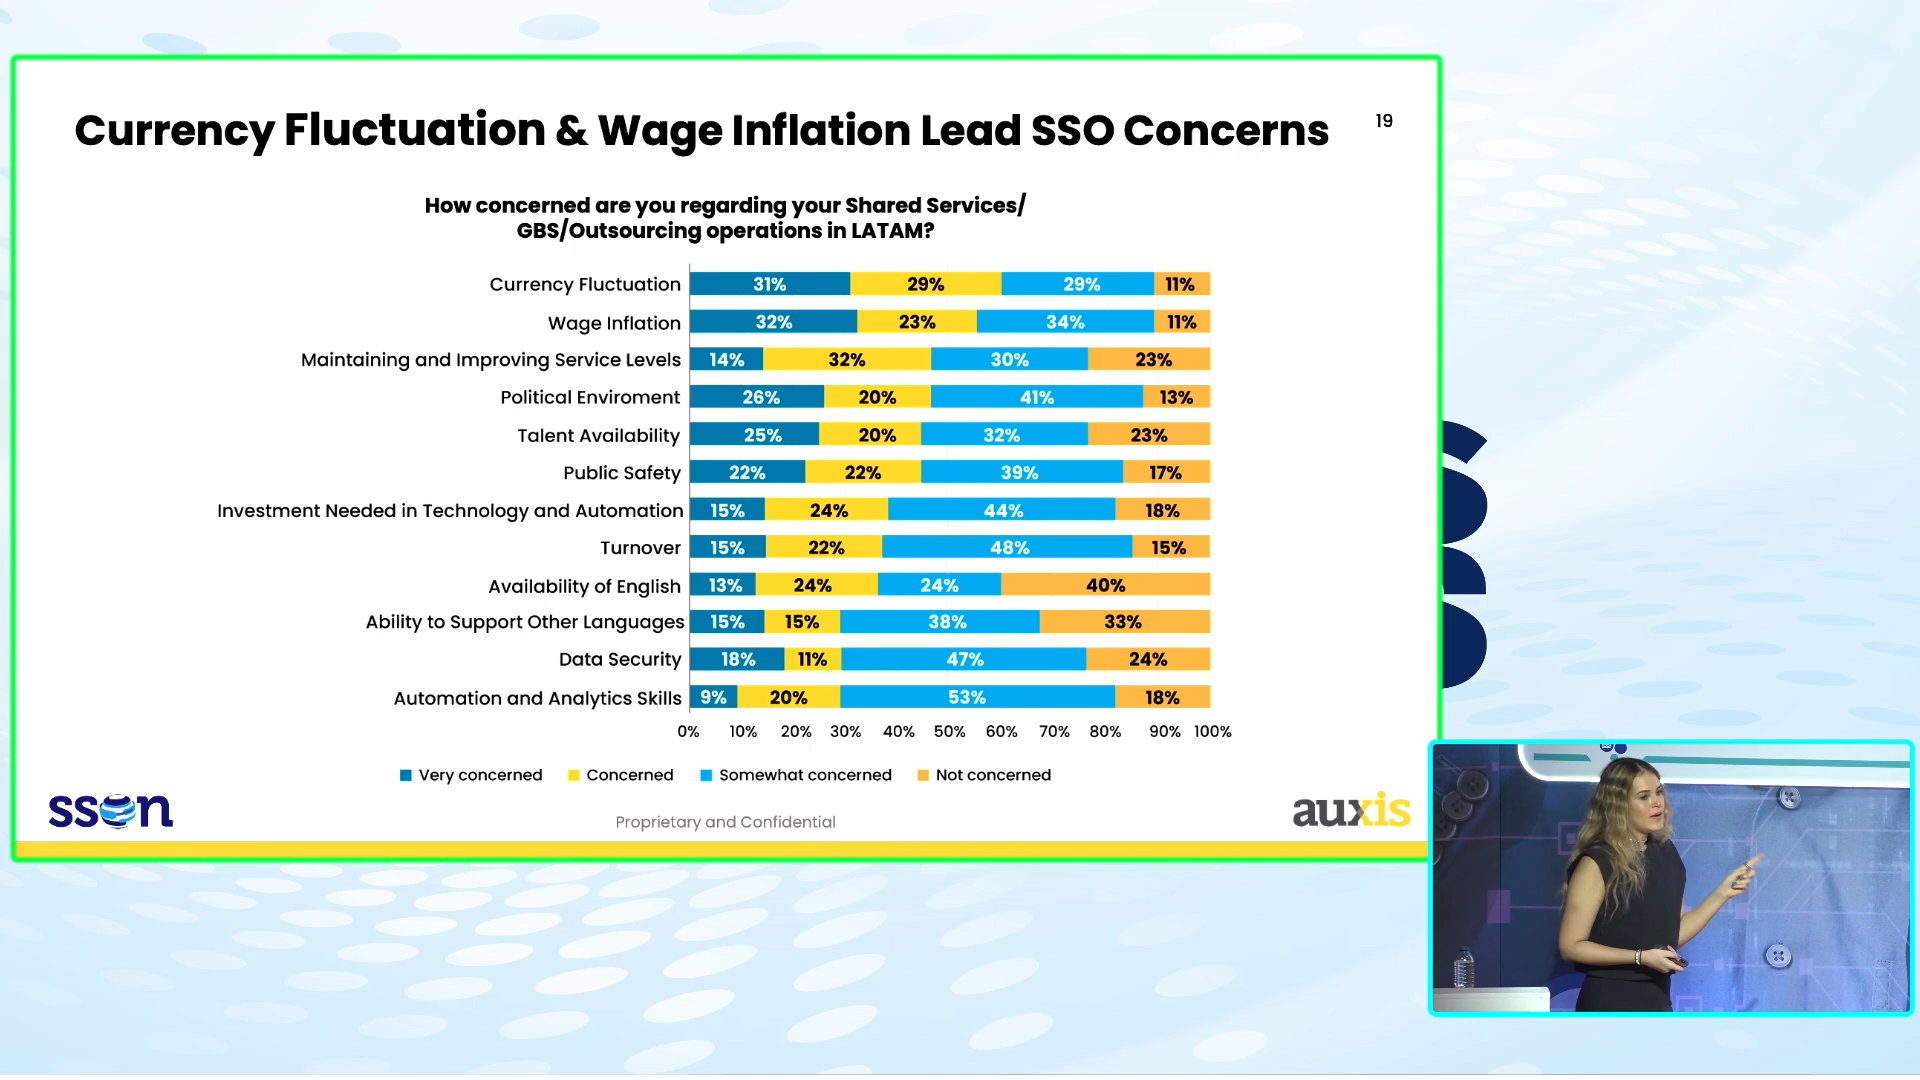 Currency Fluctuation & Wage Inflation Lead SSO Concerns
19
How concerned are you regarding your Shared Services/
GBS/Outsourcing operations in LATAM?
Currency Fluctuation 31% 29% 29% 11%
Wage Inflation 32% 23% 34% 11%
Maintaining and Improving Service Levels 14% 32% 30% 23%
Political Enviroment 26% 20% 41% 13%
Talent Availability 25% 20% 32% 23%
Public Safety 22% 22% 39% 17%
Investment Needed in Technology and Automation 15% 24% 44% 18%
Turnover 15% 22% 48% 15%
Availability of English 13% 24% 24% 40%
Ability to Support Other Languages 15% 15% 38% 33%
Data Security 18% 11% 47% 24%
Automation and Analytics Skills 9% 20% 53% 18%
0% 10% 20% 30% 40% 50% 60% 70% 80% 90% 100%
Very concerned Concerned Somewhat concerned Not concerned
sson
Proprietary and Confidential
auxis